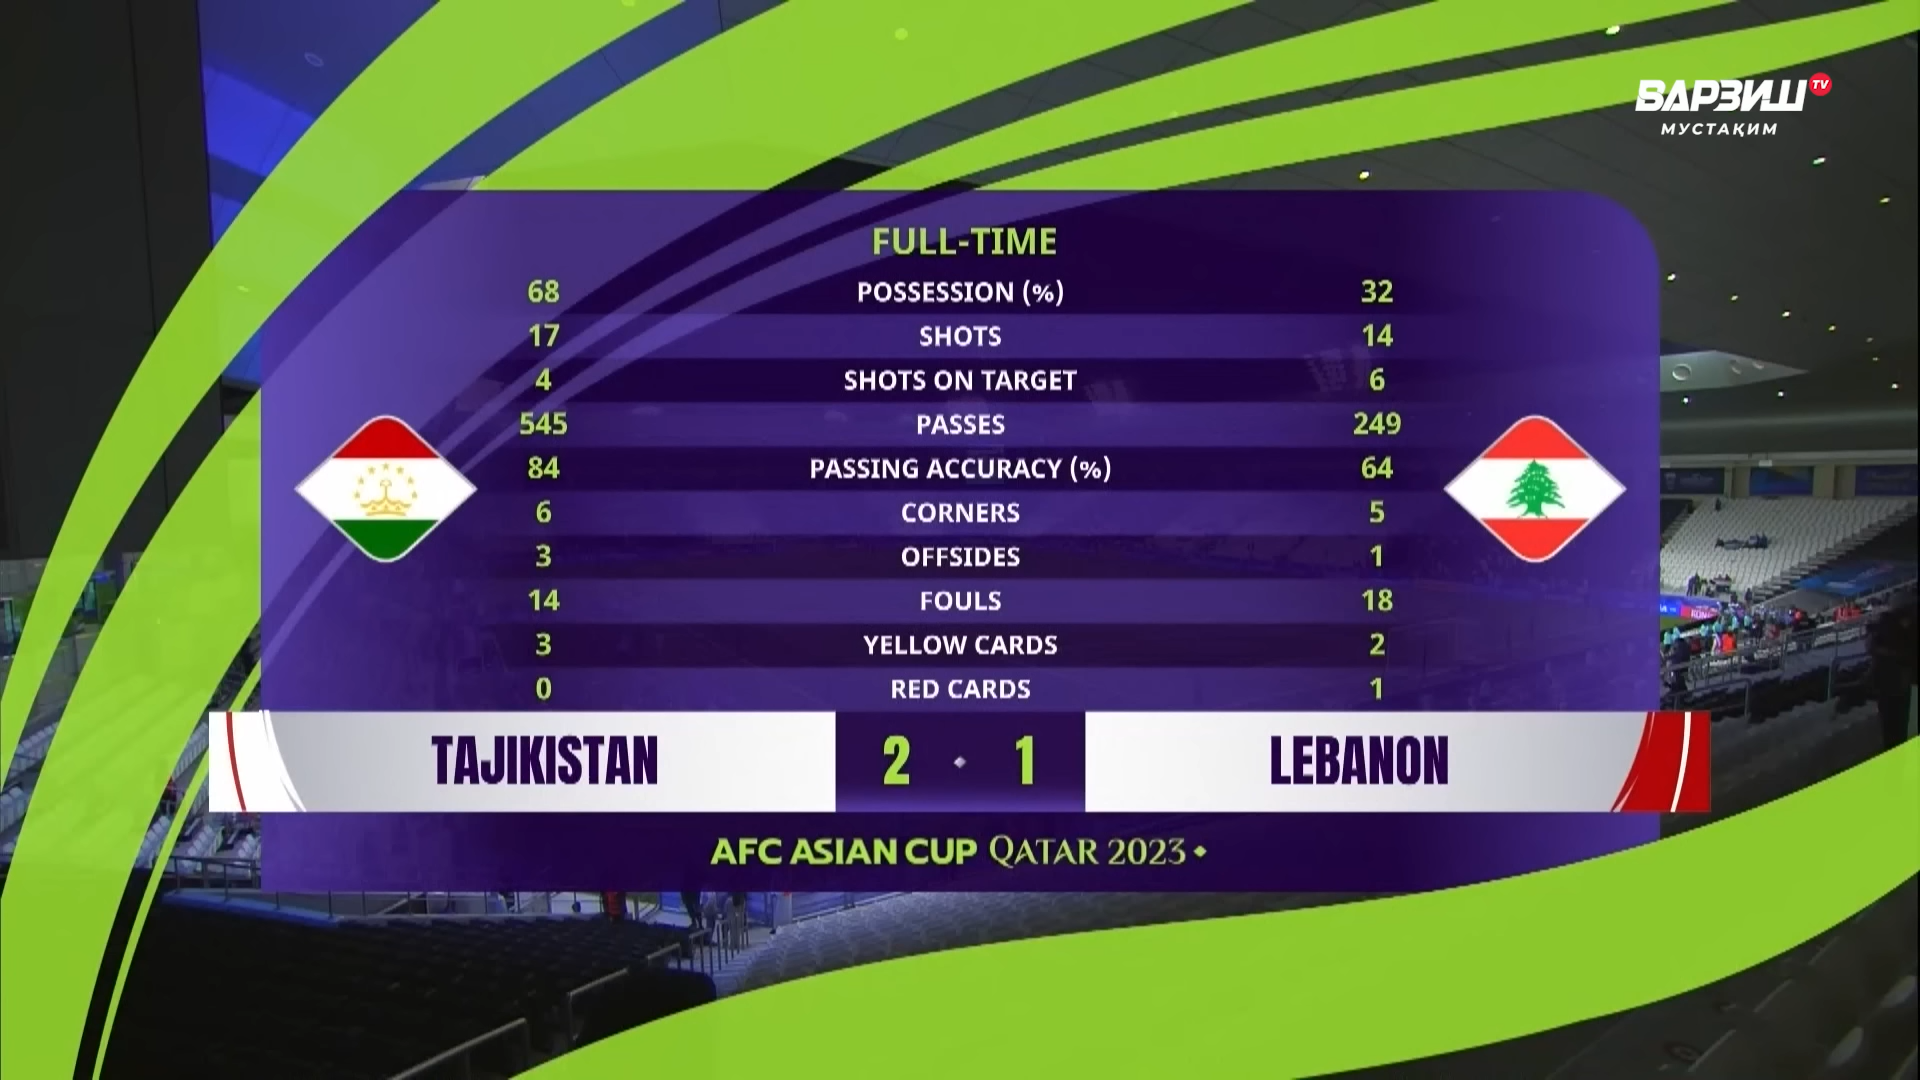 ВАРЗИШ TV
МУСТАҚИМ
FULL-TIME
68 POSSESSION (%) 32
17 SHOTS 14
4 SHOTS ON TARGET 6
545 PASSES 249
84 PASSING ACCURACY (%) 64
6 CORNERS 5
3 OFFSIDES 1
14 FOULS 18
3 YELLOW CARDS 2
0 RED CARDS 1
TAJIKISTAN 2 · 1 LEBANON
AFC ASIAN CUP QATAR 2023